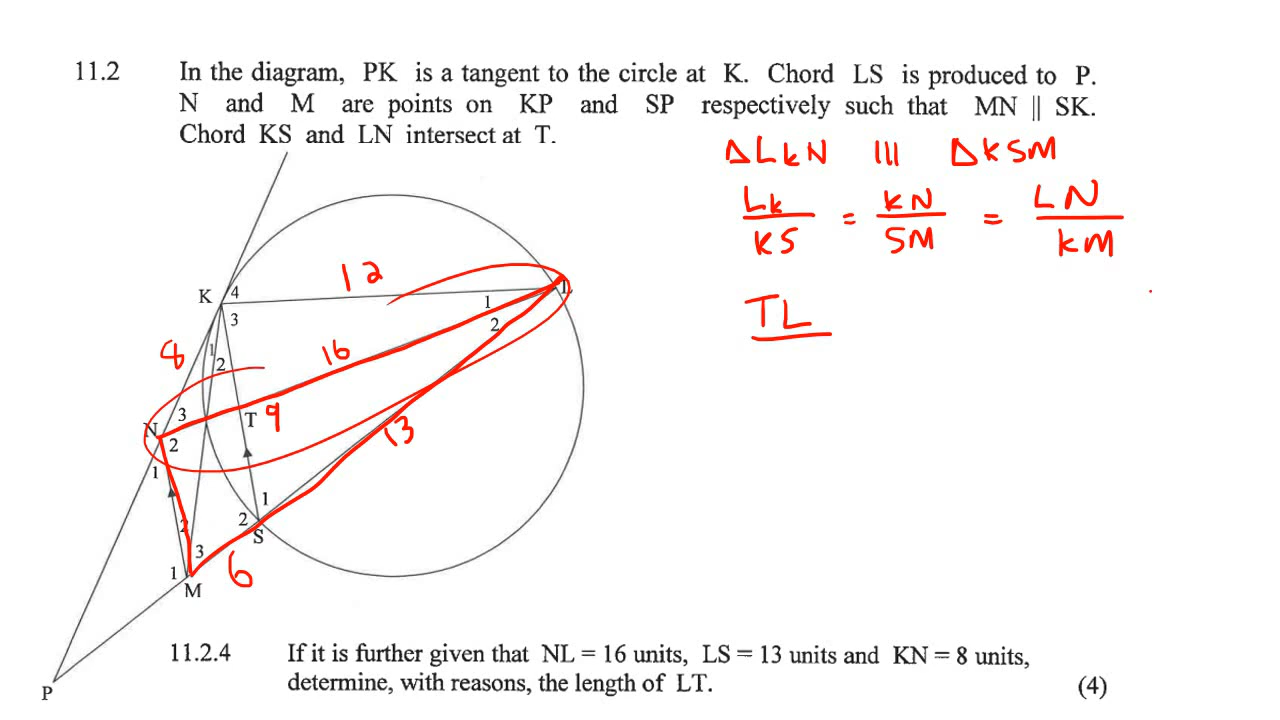 11.2 In the diagram, PK is a tangent to the circle at K. Chord LS is produced to P.
N and M are points on KP and SP respectively such that MN || SK.
Chord KS and LN intersect at T.
ΔLKN ||| ΔKSM
LK/KS = KN/SM = LN/KM
TL
K 4
3
12
1
L
2
8
1
2
16
N 3
2
T 9
13
1
1
2
S
2
3
1
M
6
P
11.2.4 If it is further given that NL = 16 units, LS = 13 units and KN = 8 units,
determine, with reasons, the length of LT. (4)